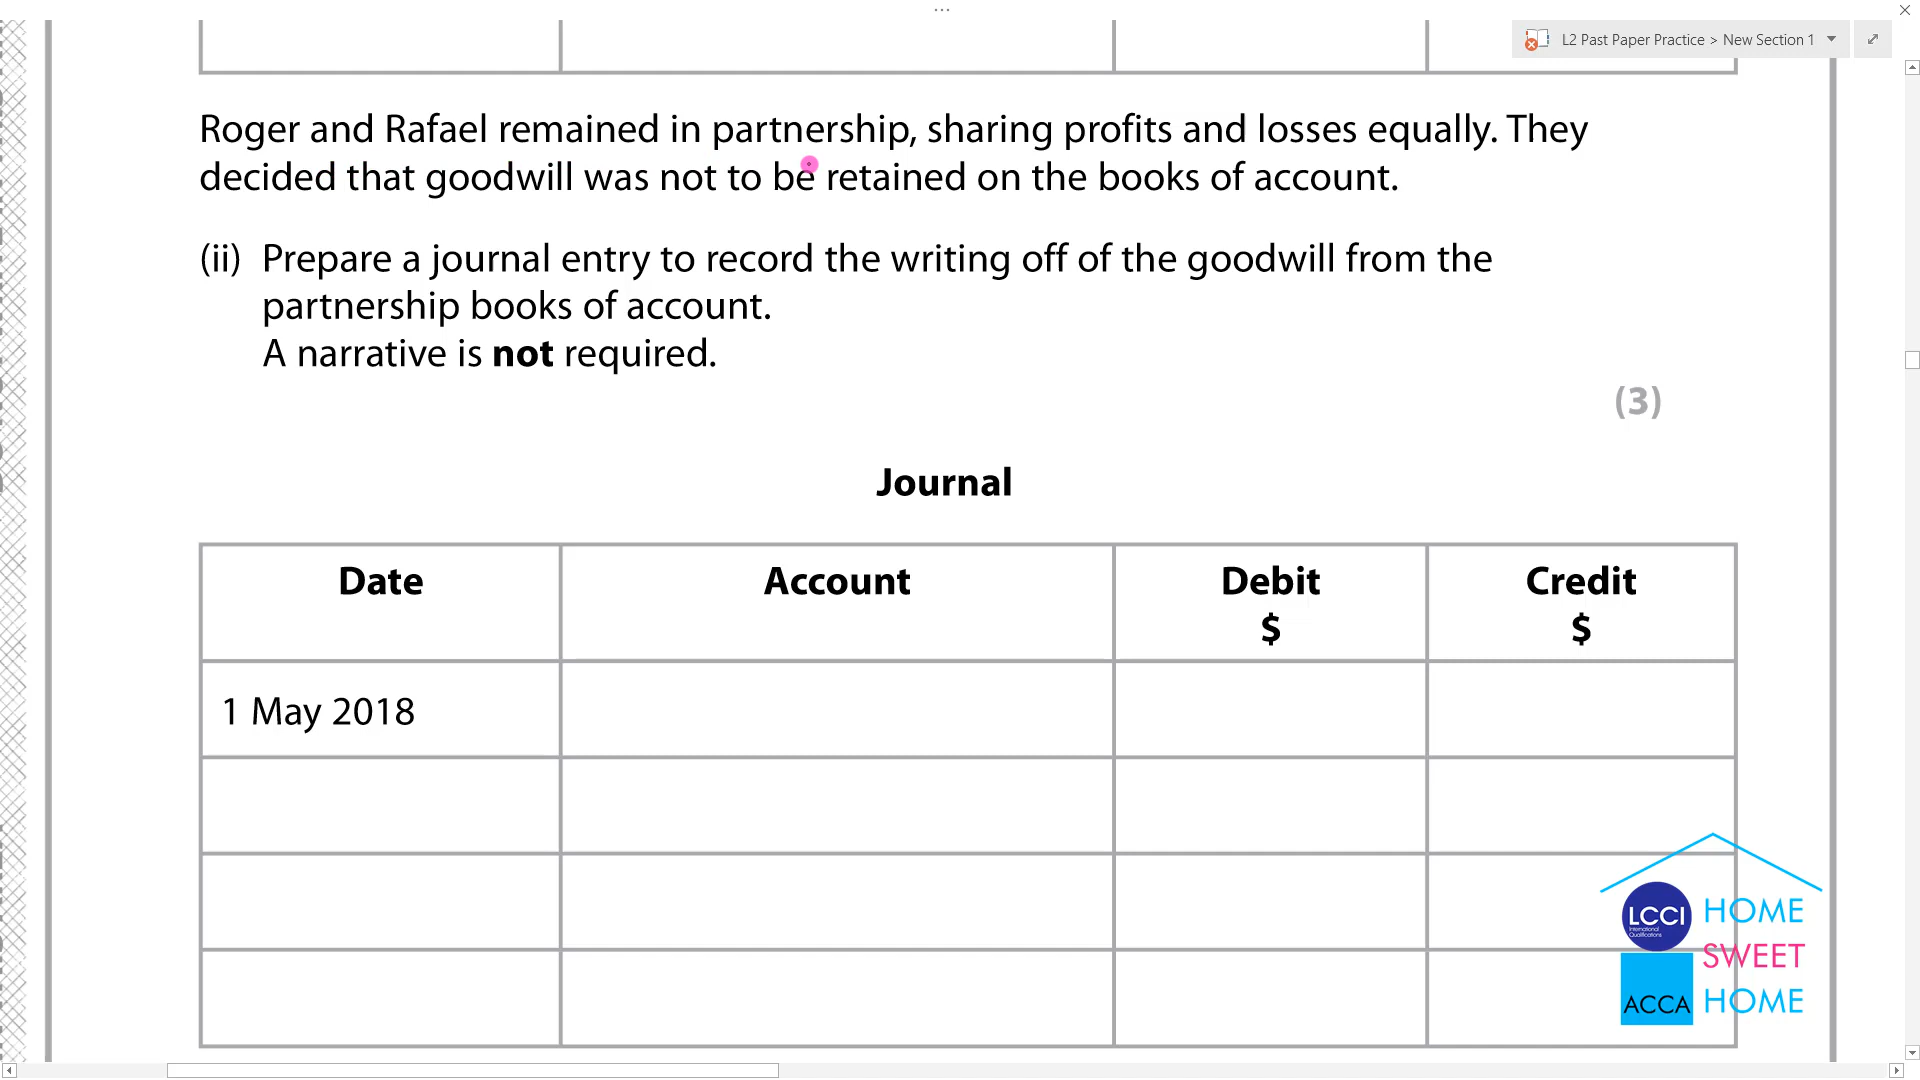 ...
L2 Past Paper Practice > New Section 1
Roger and Rafael remained in partnership, sharing profits and losses equally. They
decided that goodwill was not to be retained on the books of account.
(ii) Prepare a journal entry to record the writing off of the goodwill from the
partnership books of account.
A narrative is not required.
(3)
Journal
Date Account Debit Credit
$ $
1 May 2018
LCCI
International
Qualifications
ACCA
HOME
SWEET
HOME